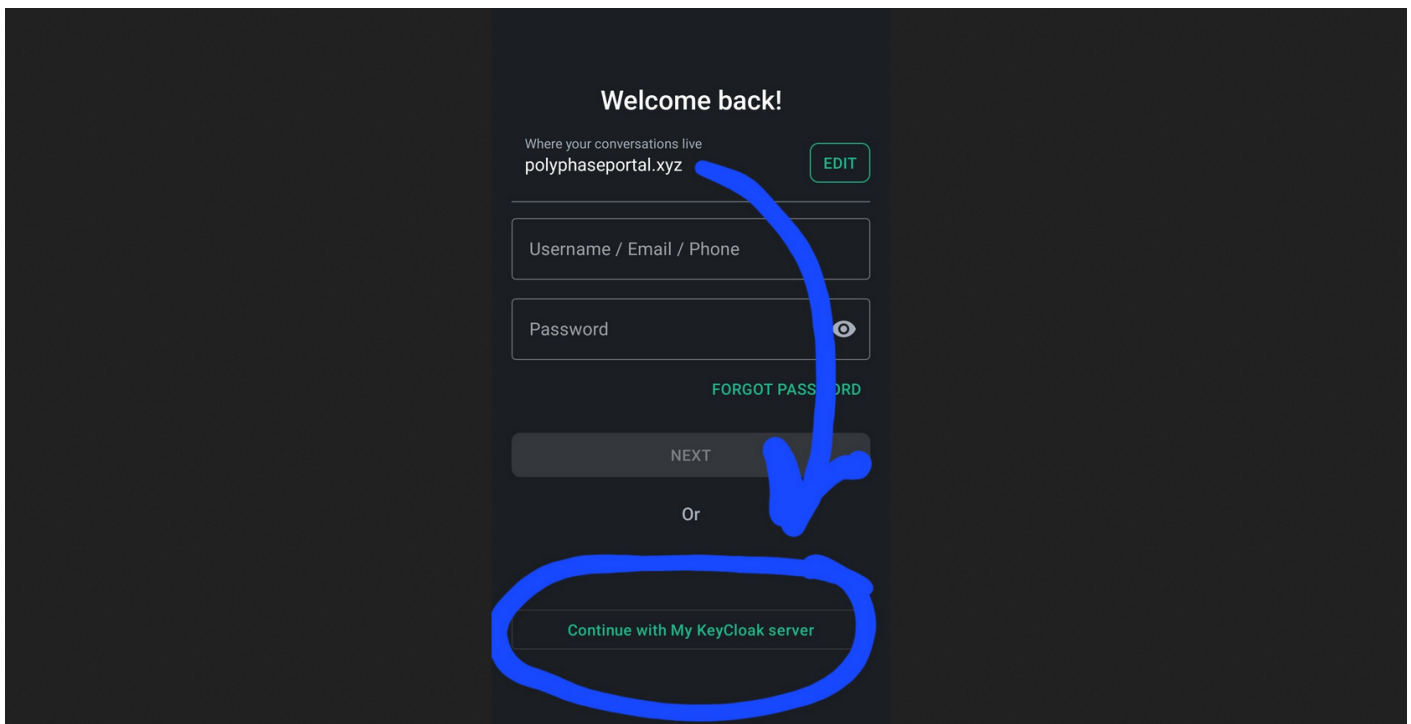 Welcome back!
Where your conversations live
polyphaseportal.xyz
EDIT
Username / Email / Phone
Password
FORGOT PASSWORD
NEXT
Or
Continue with My KeyCloak server